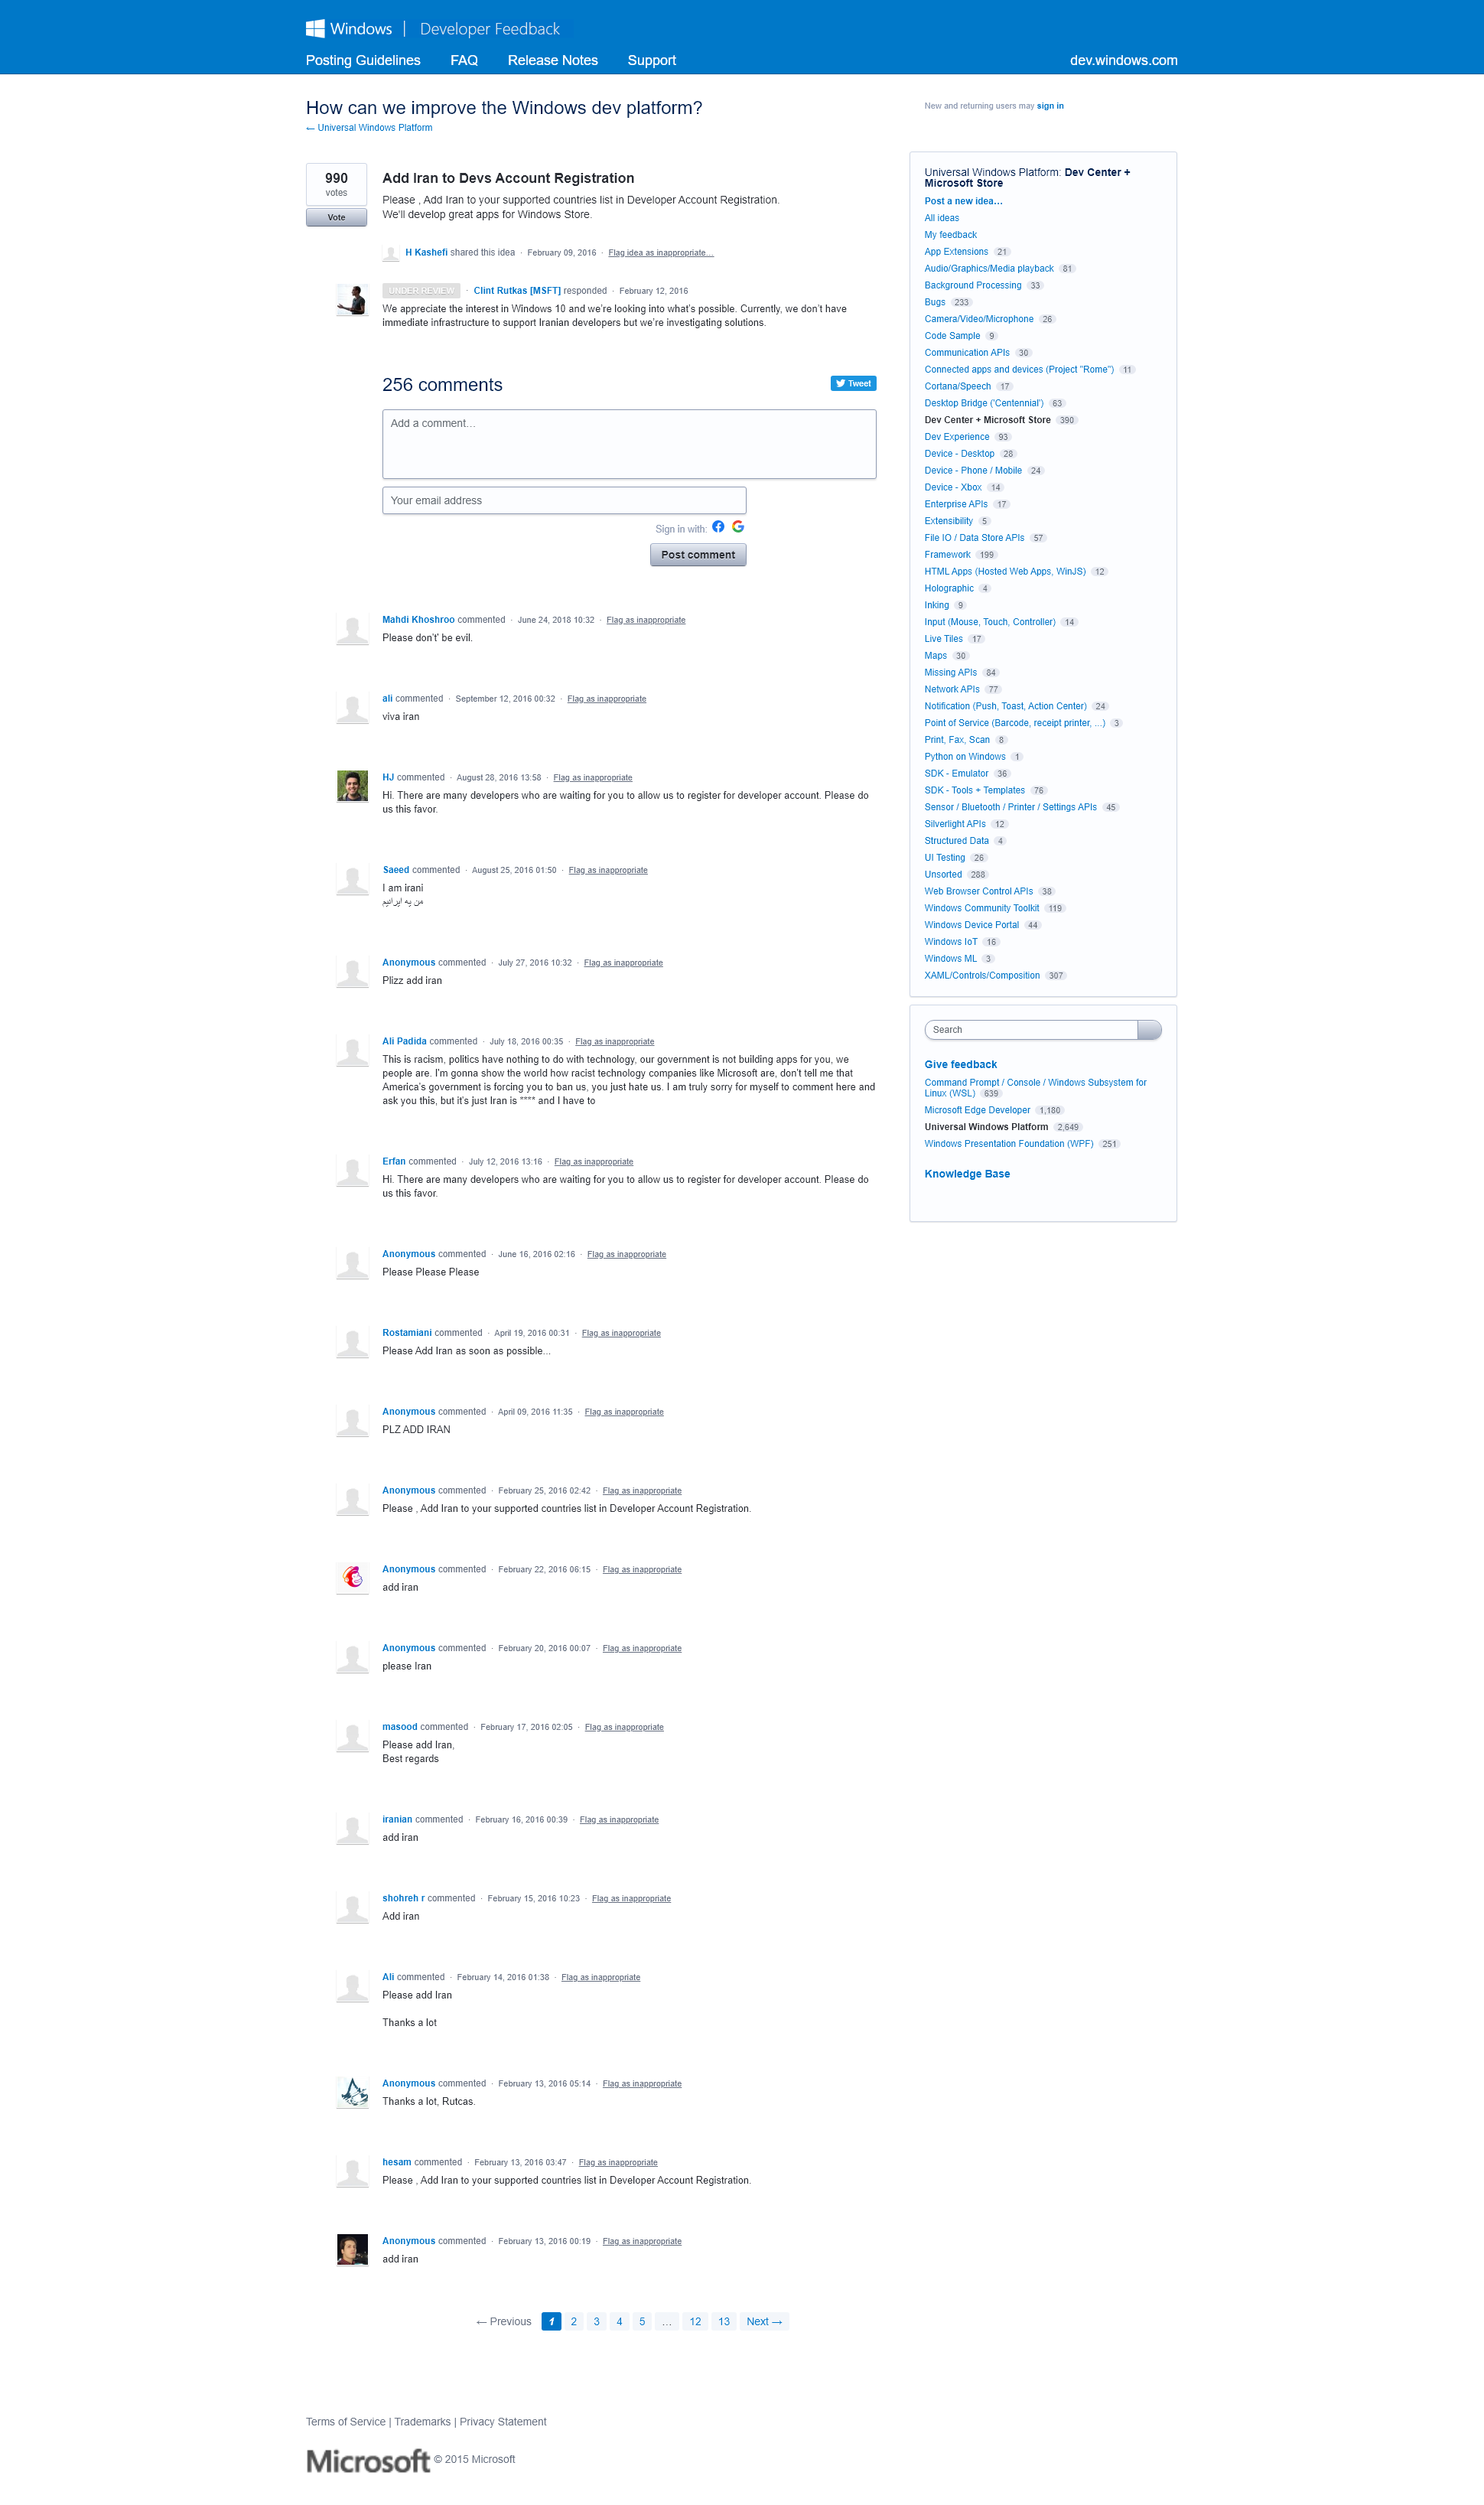 Windows | Developer Feedback
Posting Guidelines FAQ Release Notes Support dev.windows.com
How can we improve the Windows dev platform?
← Universal Windows Platform
New and returning users may sign in
990
votes
Vote
Add Iran to Devs Account Registration
Please , Add Iran to your supported countries list in Developer Account Registration.
We'll develop great apps for Windows Store.
H Kashefi shared this idea · February 09, 2016 · Flag idea as inappropriate…
UNDER REVIEW · Clint Rutkas [MSFT] responded · February 12, 2016
We appreciate the interest in Windows 10 and we're looking into what's possible. Currently, we don't have
immediate infrastructure to support Iranian developers but we're investigating solutions.
256 comments
Tweet
Add a comment…
Your email address
Sign in with:
Post comment
Mahdi Khoshroo commented · June 24, 2018 10:32 · Flag as inappropriate
Please don't' be evil.
ali commented · September 12, 2016 00:32 · Flag as inappropriate
viva iran
HJ commented · August 28, 2016 13:58 · Flag as inappropriate
Hi. There are many developers who are waiting for you to allow us to register for developer account. Please do
us this favor.
Saeed commented · August 25, 2016 01:50 · Flag as inappropriate
I am irani
من یه ایرانیم
Anonymous commented · July 27, 2016 10:32 · Flag as inappropriate
Plizz add iran
Ali Padida commented · July 18, 2016 00:35 · Flag as inappropriate
This is racism, politics have nothing to do with technology, our government is not building apps for you, we
people are. I'm gonna show the world how racist technology companies like Microsoft are, don't tell me that
America's government is forcing you to ban us, you just hate us. I am truly sorry for myself to comment here and
ask you this, but it's just Iran is **** and I have to
Erfan commented · July 12, 2016 13:16 · Flag as inappropriate
Hi. There are many developers who are waiting for you to allow us to register for developer account. Please do
us this favor.
Anonymous commented · June 16, 2016 02:16 · Flag as inappropriate
Please Please Please
Rostamiani commented · April 19, 2016 00:31 · Flag as inappropriate
Please Add Iran as soon as possible...
Anonymous commented · April 09, 2016 11:35 · Flag as inappropriate
PLZ ADD IRAN
Anonymous commented · February 25, 2016 02:42 · Flag as inappropriate
Please , Add Iran to your supported countries list in Developer Account Registration.
Anonymous commented · February 22, 2016 06:15 · Flag as inappropriate
add iran
Anonymous commented · February 20, 2016 00:07 · Flag as inappropriate
please Iran
masood commented · February 17, 2016 02:05 · Flag as inappropriate
Please add Iran,
Best regards
iranian commented · February 16, 2016 00:39 · Flag as inappropriate
add iran
shohreh r commented · February 15, 2016 10:23 · Flag as inappropriate
Add iran
Ali commented · February 14, 2016 01:38 · Flag as inappropriate
Please add Iran
Thanks a lot
Anonymous commented · February 13, 2016 05:14 · Flag as inappropriate
Thanks a lot, Rutcas.
hesam commented · February 13, 2016 03:47 · Flag as inappropriate
Please , Add Iran to your supported countries list in Developer Account Registration.
Anonymous commented · February 13, 2016 00:19 · Flag as inappropriate
add iran
← Previous 1 2 3 4 5 … 12 13 Next →
Universal Windows Platform: Dev Center +
Microsoft Store
Post a new idea…
All ideas
My feedback
App Extensions 21
Audio/Graphics/Media playback 81
Background Processing 33
Bugs 233
Camera/Video/Microphone 26
Code Sample 9
Communication APIs 30
Connected apps and devices (Project "Rome") 11
Cortana/Speech 17
Desktop Bridge ('Centennial') 63
Dev Center + Microsoft Store 390
Dev Experience 93
Device - Desktop 28
Device - Phone / Mobile 24
Device - Xbox 14
Enterprise APIs 17
Extensibility 5
File IO / Data Store APIs 57
Framework 199
HTML Apps (Hosted Web Apps, WinJS) 12
Holographic 4
Inking 9
Input (Mouse, Touch, Controller) 14
Live Tiles 17
Maps 30
Missing APIs 84
Network APIs 77
Notification (Push, Toast, Action Center) 24
Point of Service (Barcode, receipt printer, ...) 3
Print, Fax, Scan 8
Python on Windows 1
SDK - Emulator 36
SDK - Tools + Templates 76
Sensor / Bluetooth / Printer / Settings APIs 45
Silverlight APIs 12
Structured Data 4
UI Testing 26
Unsorted 288
Web Browser Control APIs 38
Windows Community Toolkit 119
Windows Device Portal 44
Windows IoT 16
Windows ML 3
XAML/Controls/Composition 307
Search
Give feedback
Command Prompt / Console / Windows Subsystem for
Linux (WSL) 639
Microsoft Edge Developer 1,180
Universal Windows Platform 2,649
Windows Presentation Foundation (WPF) 251
Knowledge Base
Terms of Service | Trademarks | Privacy Statement
Microsoft © 2015 Microsoft